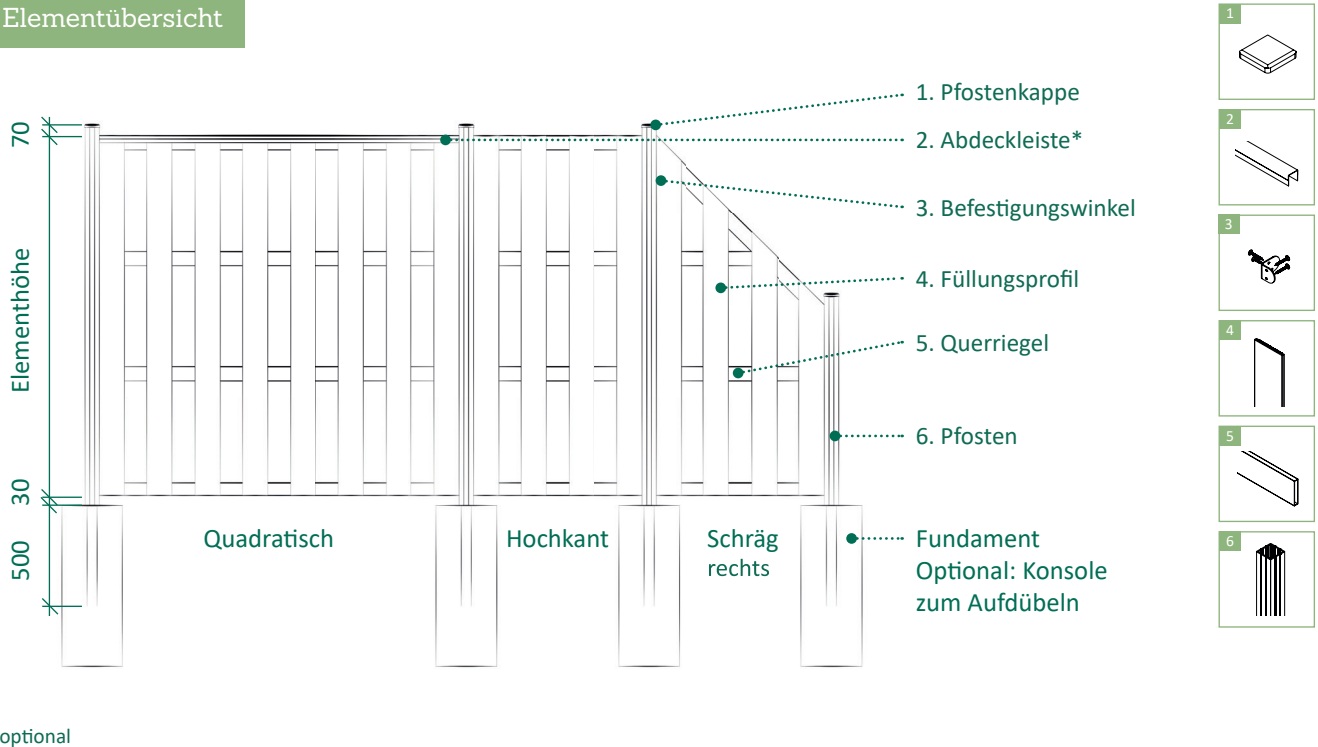 Elementübersicht
70
Elementhöhe
30
500
Quadratisch
Hochkant
Schräg
rechts
1. Pfostenkappe
2. Abdeckleiste*
3. Befestigungswinkel
4. Füllungsprofil
5. Querriegel
6. Pfosten
Fundament
Optional: Konsole
zum Aufdübeln
1
2
3
4
5
6
optional